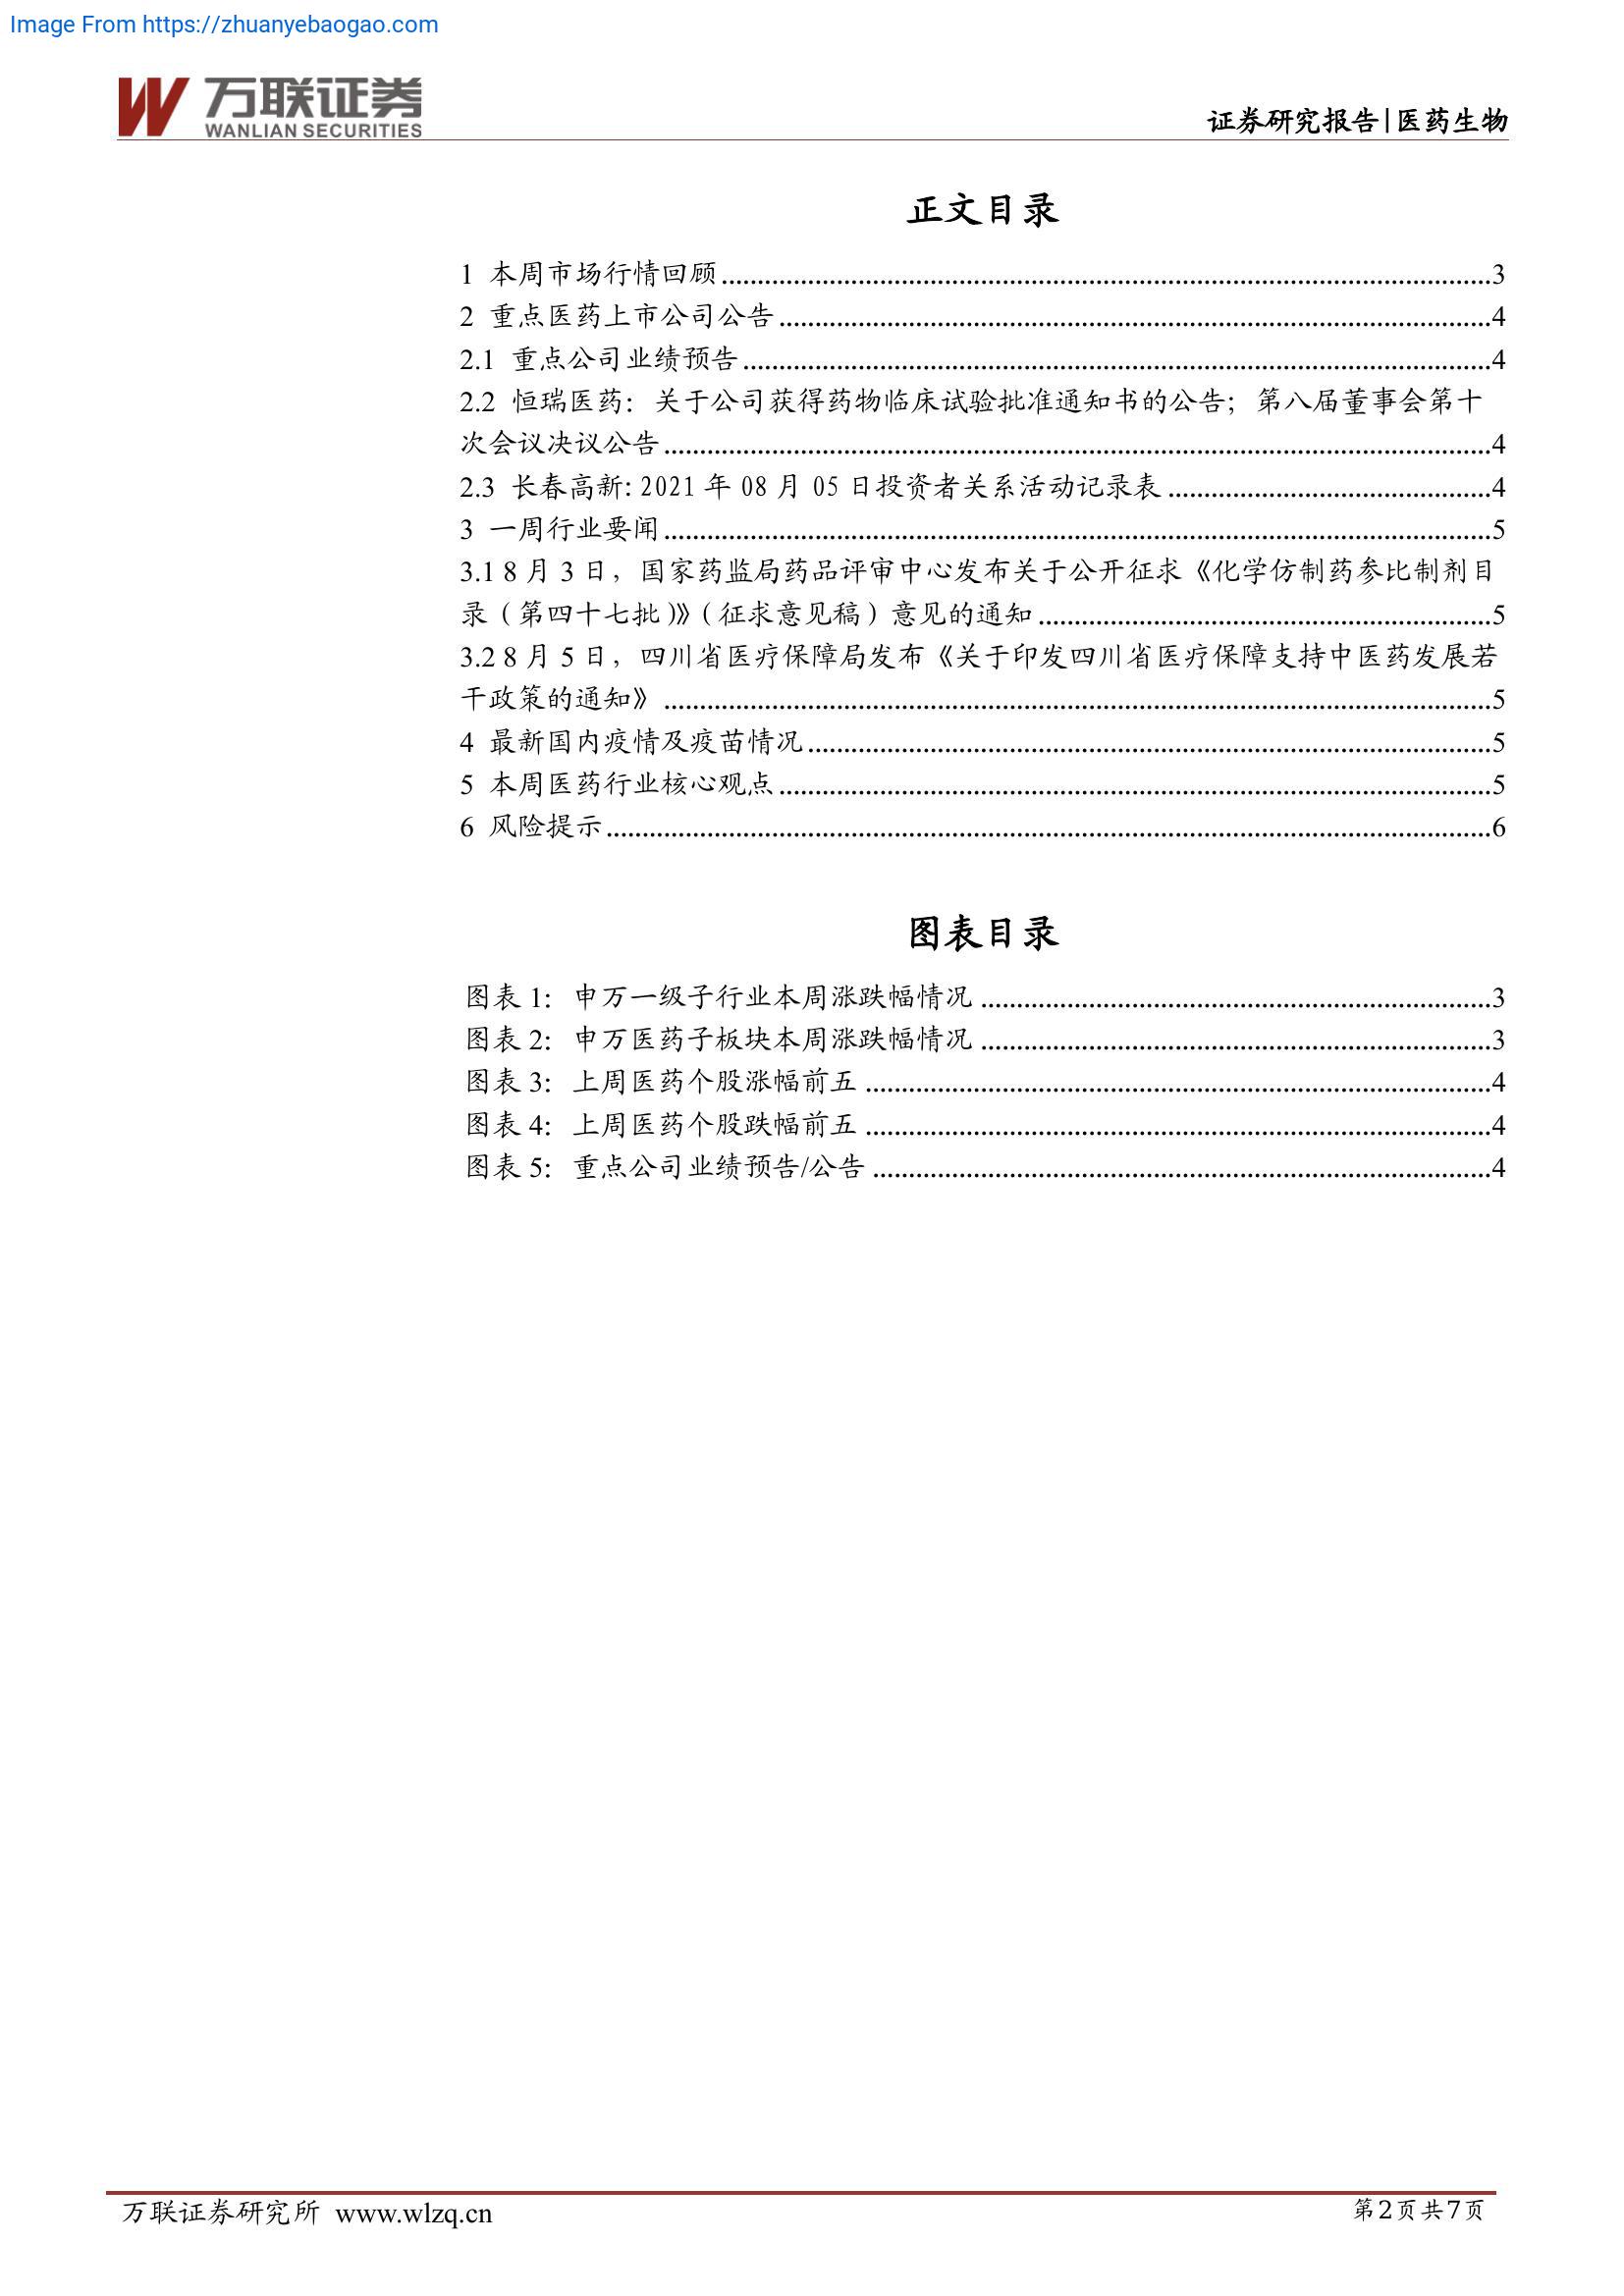 Image From https://zhuanyebaogao.com
万联证券
WANLIAN SECURITIES
证券研究报告|医药生物
正文目录
1 本周市场行情回顾............3
2 重点医药上市公司公告............4
2.1 重点公司业绩预告............4
2.2 恒瑞医药：关于公司获得药物临床试验批准通知书的公告；第八届董事会第十
次会议决议公告............4
2.3 长春高新:2021 年 08 月 05 日投资者关系活动记录表............4
3 一周行业要闻............5
3.1 8 月 3 日，国家药监局药品评审中心发布关于公开征求《化学仿制药参比制剂目
录（第四十七批）》（征求意见稿）意见的通知............5
3.2 8 月 5 日，四川省医疗保障局发布《关于印发四川省医疗保障支持中医药发展若
干政策的通知》............5
4 最新国内疫情及疫苗情况............5
5 本周医药行业核心观点............5
6 风险提示............6
图表目录
图表 1：申万一级子行业本周涨跌幅情况............3
图表 2：申万医药子板块本周涨跌幅情况............3
图表 3：上周医药个股涨幅前五............4
图表 4：上周医药个股跌幅前五............4
图表 5：重点公司业绩预告/公告............4
万联证券研究所 www.wlzq.cn
第2页共7页